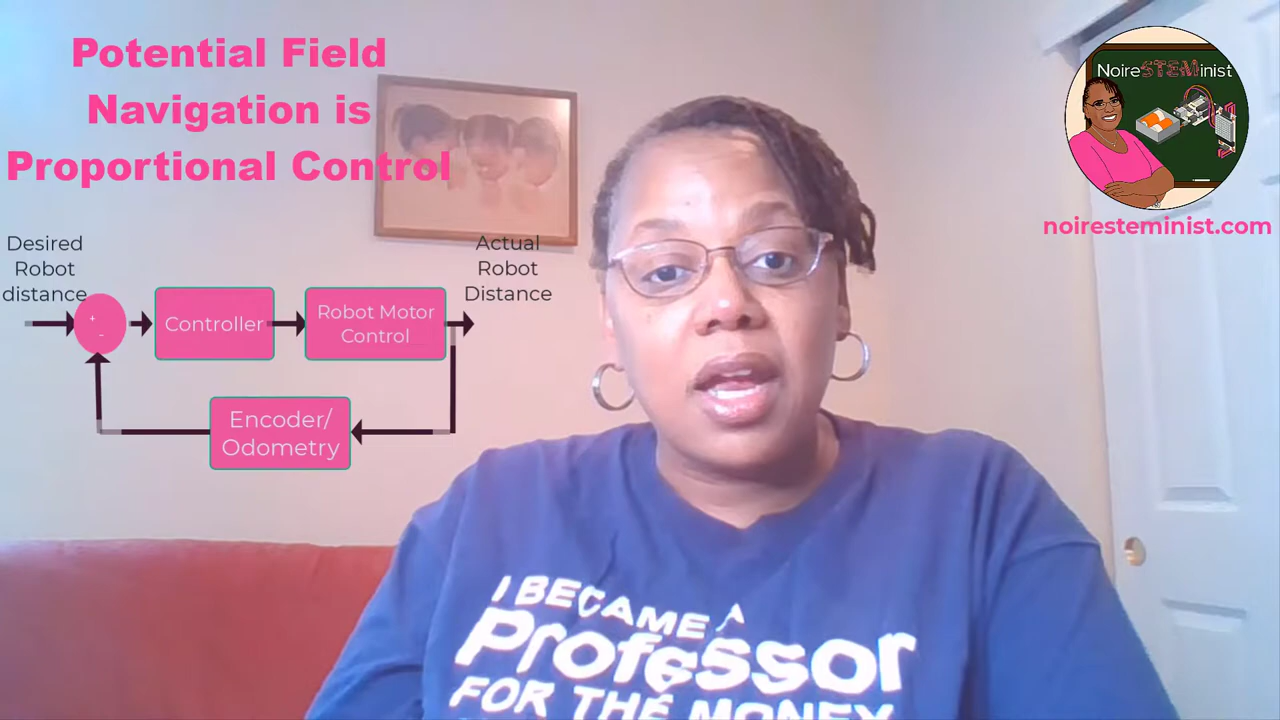 Potential Field
Navigation is
Proportional Control
NoireSTEMinist
noiresteminist.com
Desired
Robot
distance
+
-
Controller
Robot Motor
Control
Actual
Robot
Distance
Encoder/
Odometry
I BECAME A
Professor
FOR THE MONEY